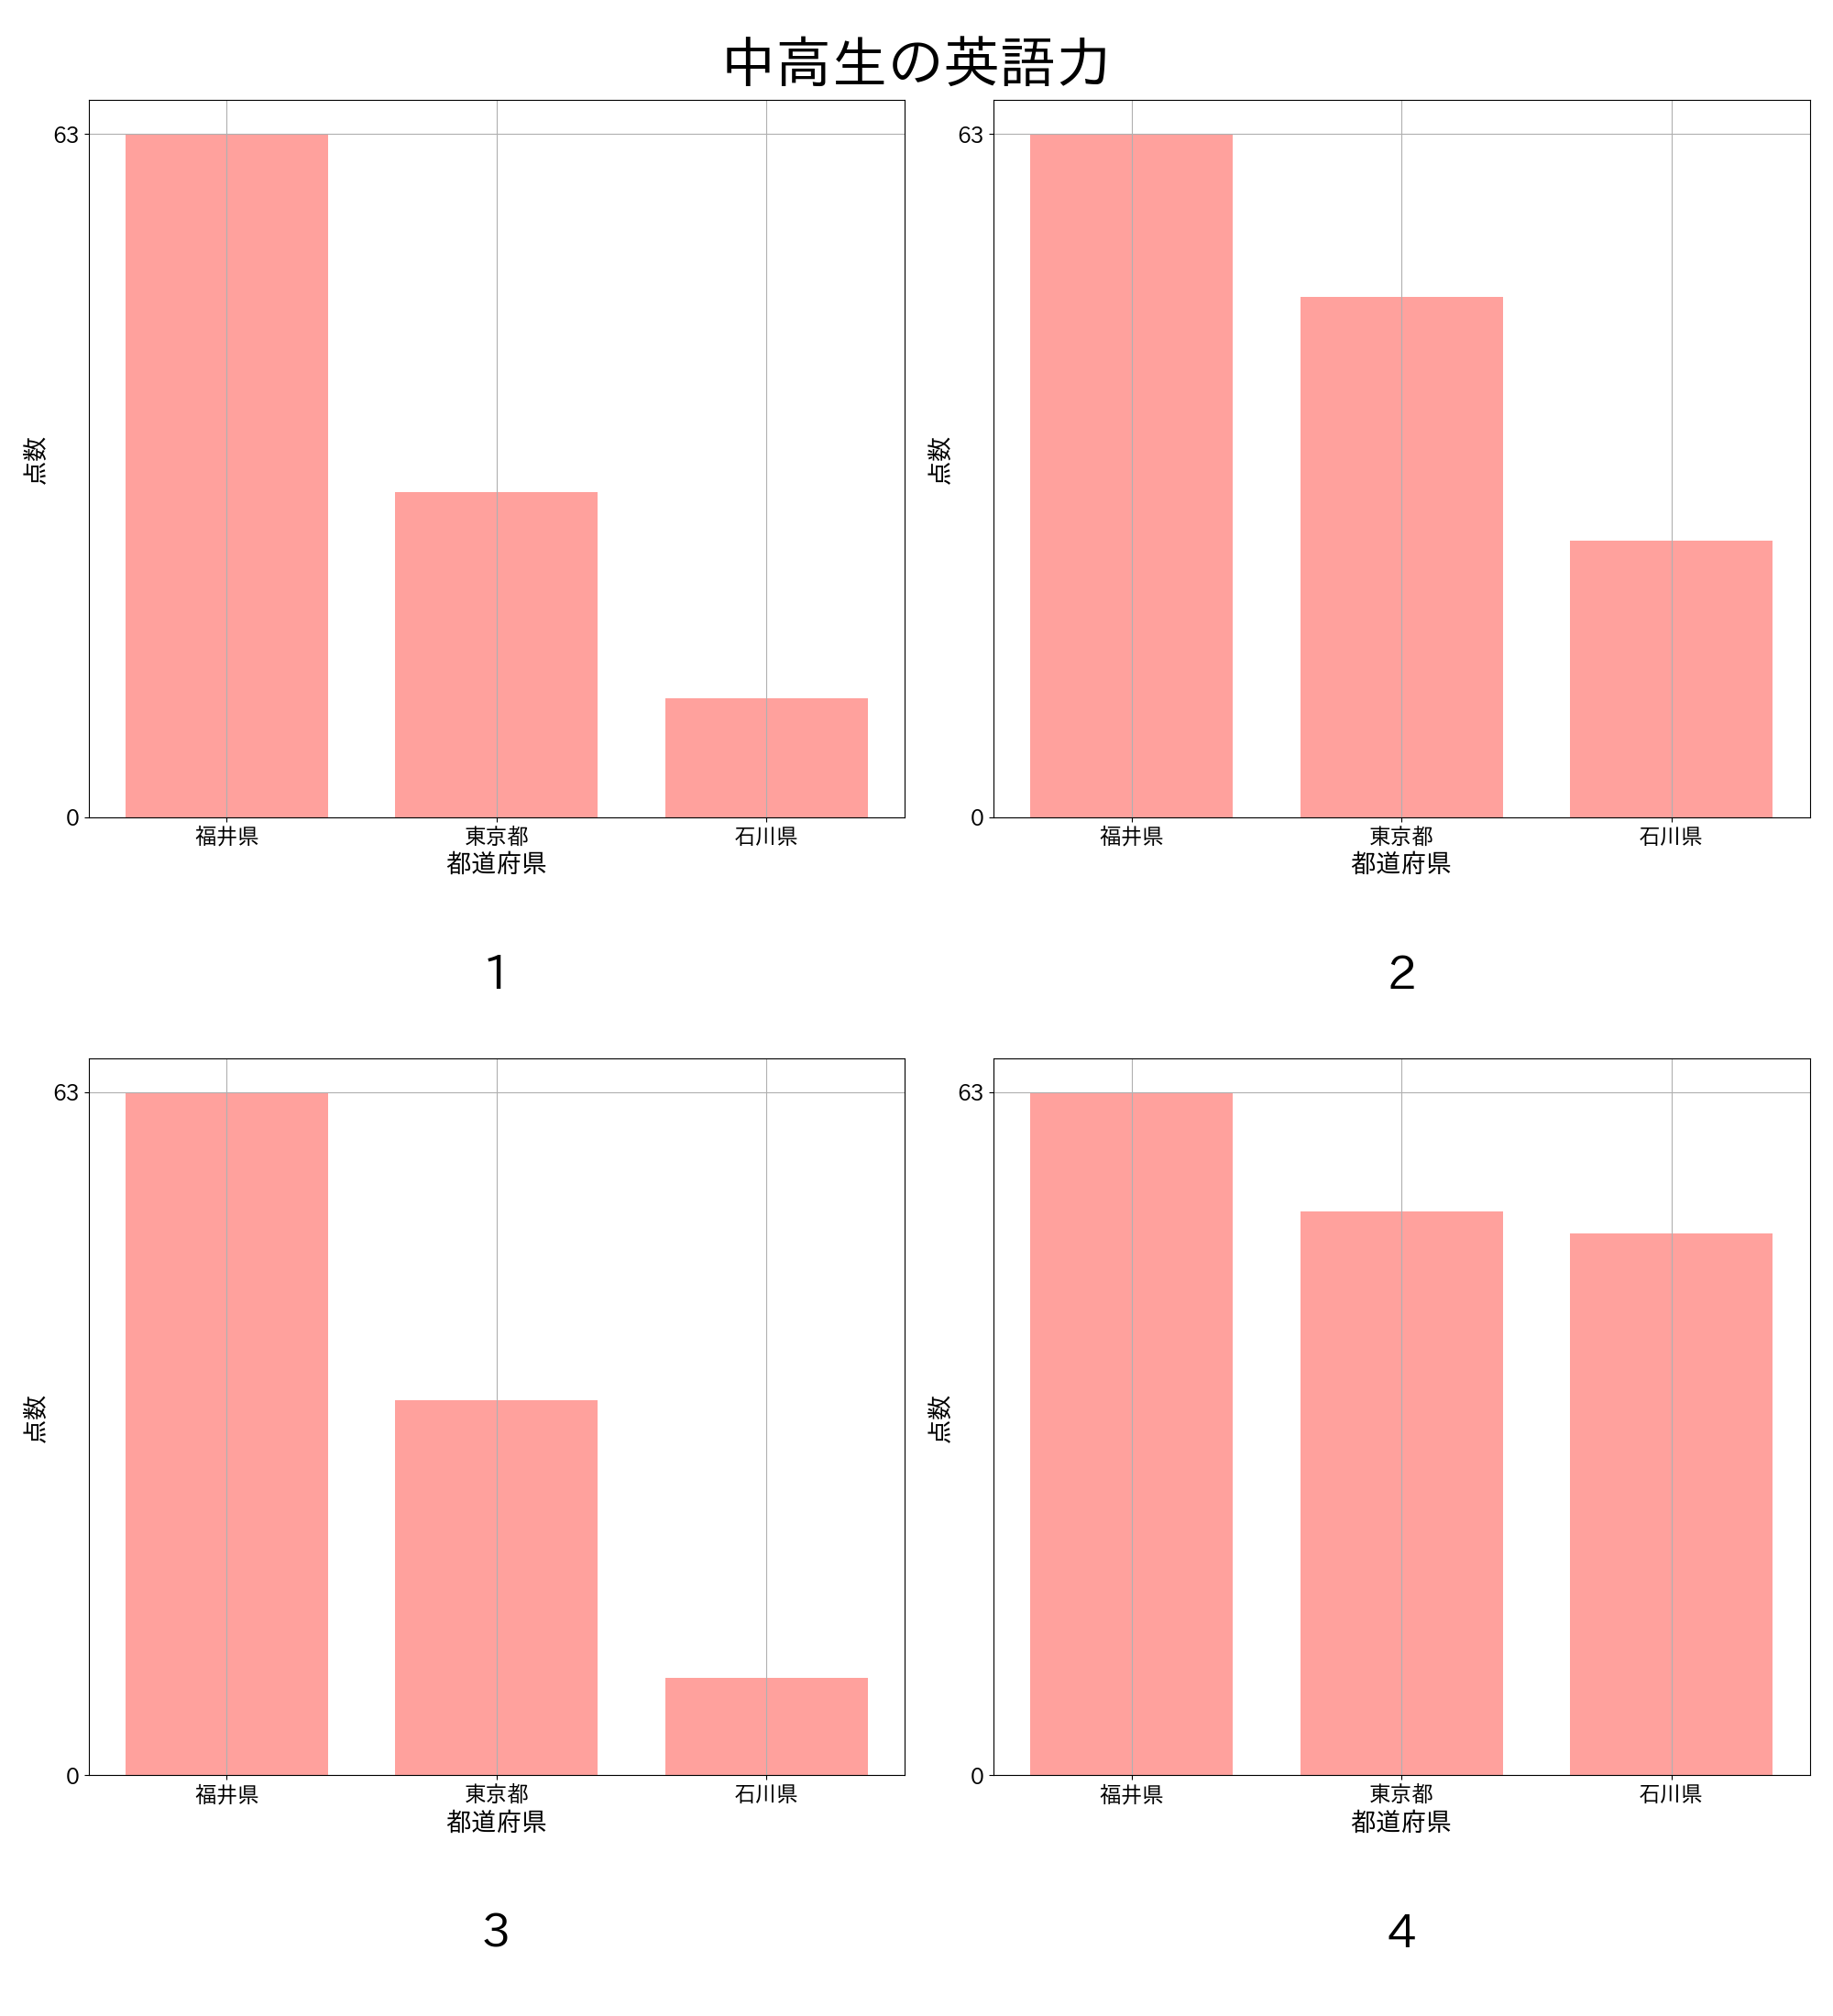 中高生の英語力
63
点数
0
福井県 東京都 石川県
都道府県
1
63
点数
0
福井県 東京都 石川県
都道府県
2
63
点数
0
福井県 東京都 石川県
都道府県
3
63
点数
0
福井県 東京都 石川県
都道府県
4